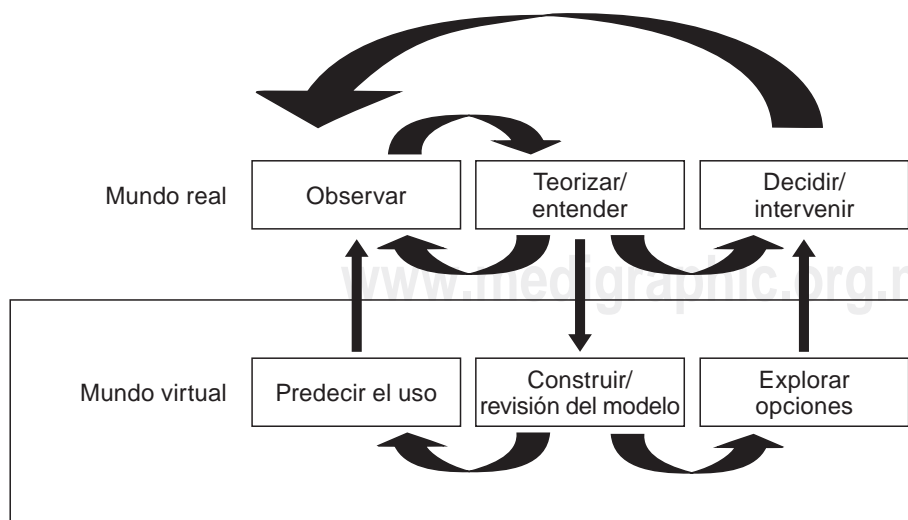 Mundo real
Observar
Teorizar/
entender
Decidir/
intervenir
www.medigraphic.org.m
Mundo virtual
Predecir el uso
Construir/
revisión del modelo
Explorar
opciones